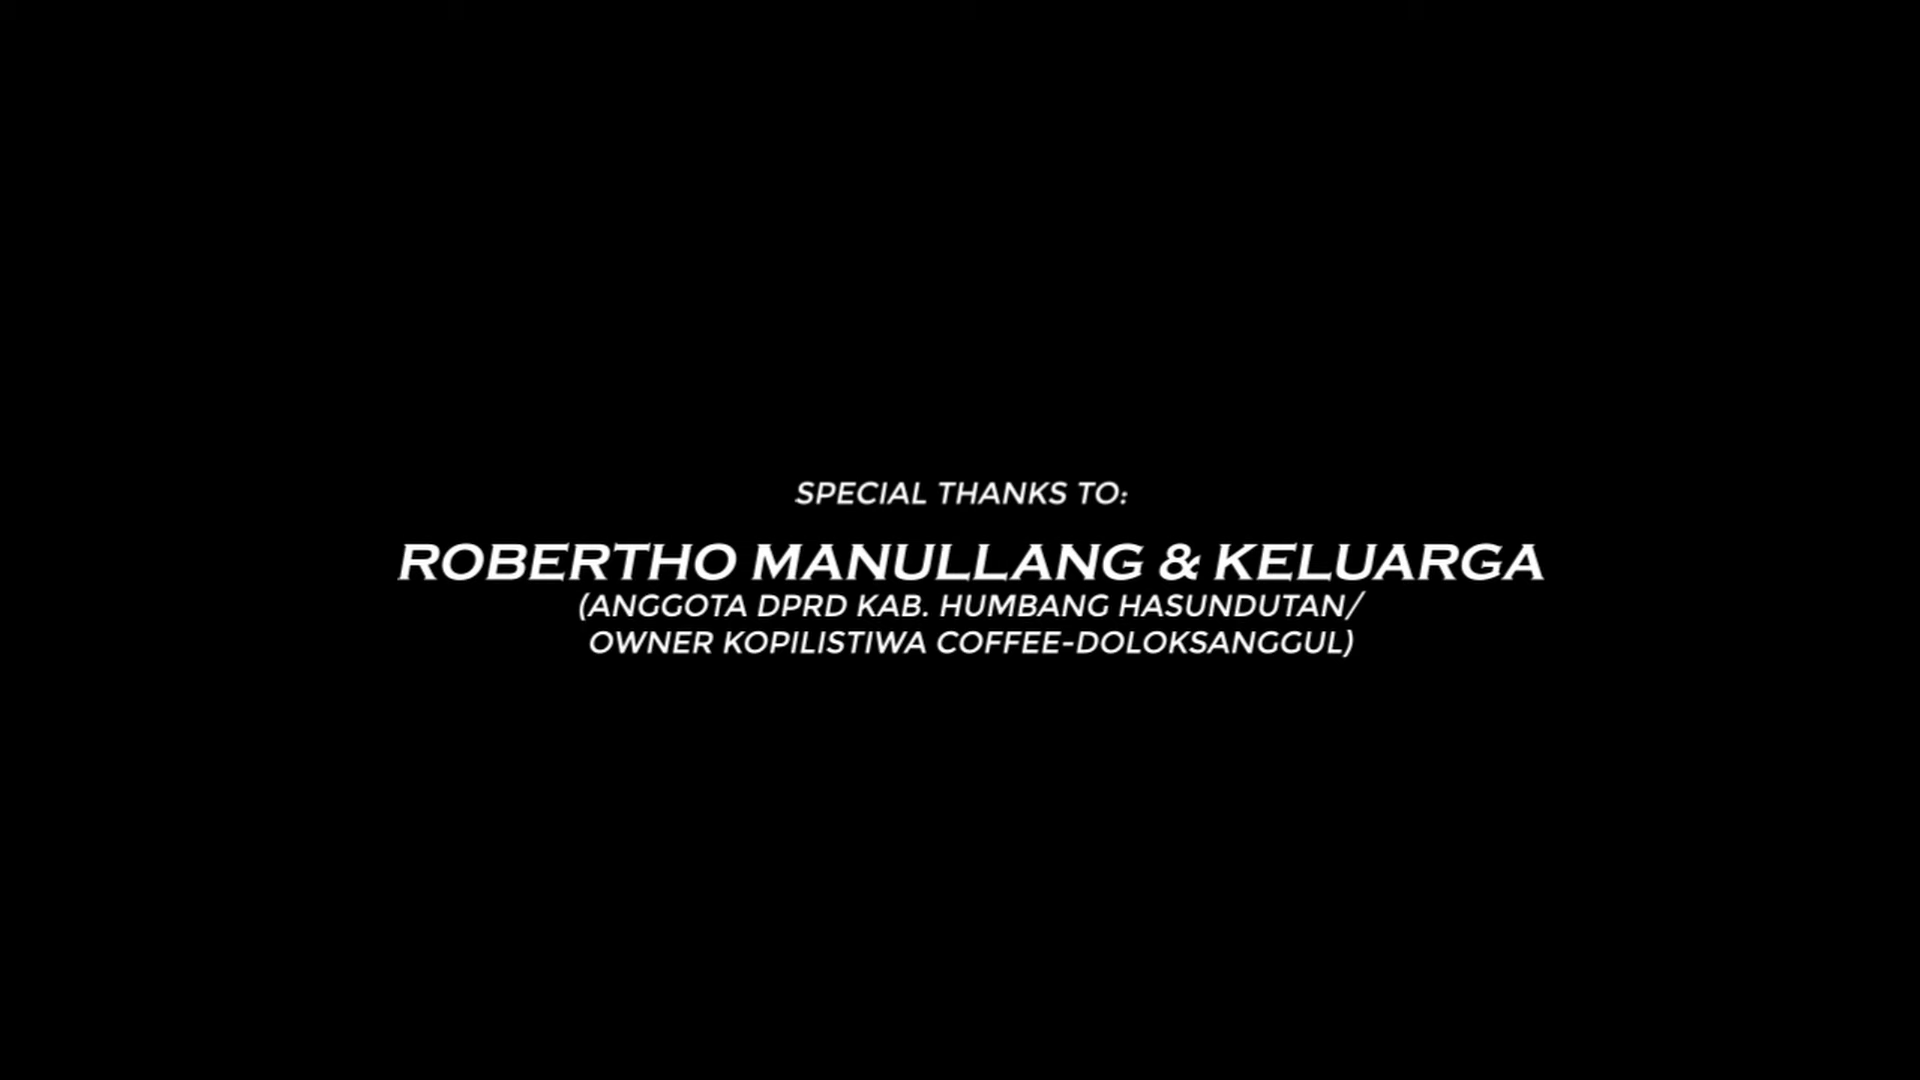 SPECIAL THANKS TO:
ROBERTHO MANULLANG & KELUARGA
(ANGGOTA DPRD KAB. HUMBANG HASUNDUTAN/
OWNER KOPILISTIWA COFFEE-DOLOKSANGGUL)